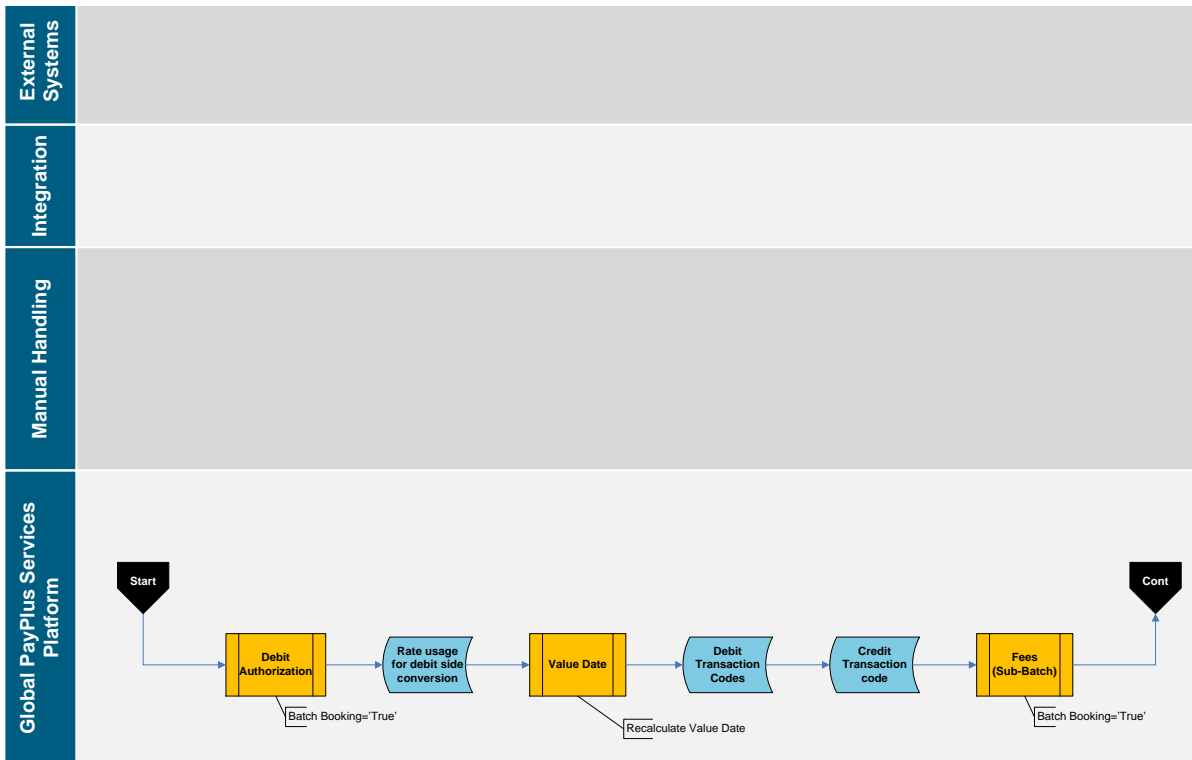 External
Systems
Integration
Manual Handling
Global PayPlus Services
Platform
Start
Cont
Debit
Authorization
Rate usage
for debit side
conversion
Value Date
Debit
Transaction
Codes
Credit
Transaction
code
Fees
(Sub-Batch)
Batch Booking='True'
Recalculate Value Date
Batch Booking='True'